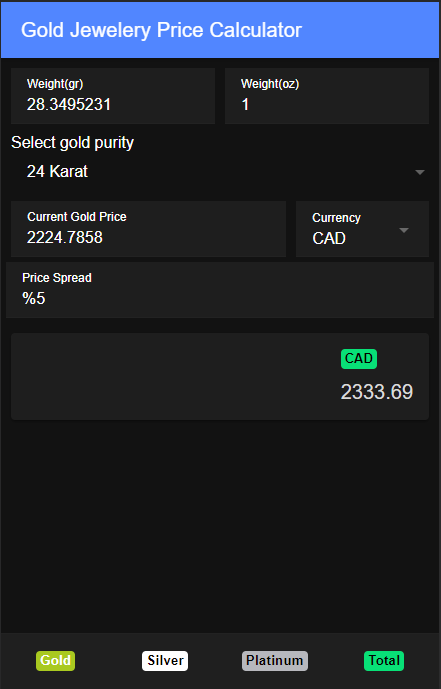 Gold Jewelery Price Calculator
Weight(gr) Weight(oz)
28.3495231 1
Select gold purity
24 Karat
Current Gold Price Currency
2224.7858 CAD
Price Spread
%5
CAD
2333.69
Gold Silver Platinum Total